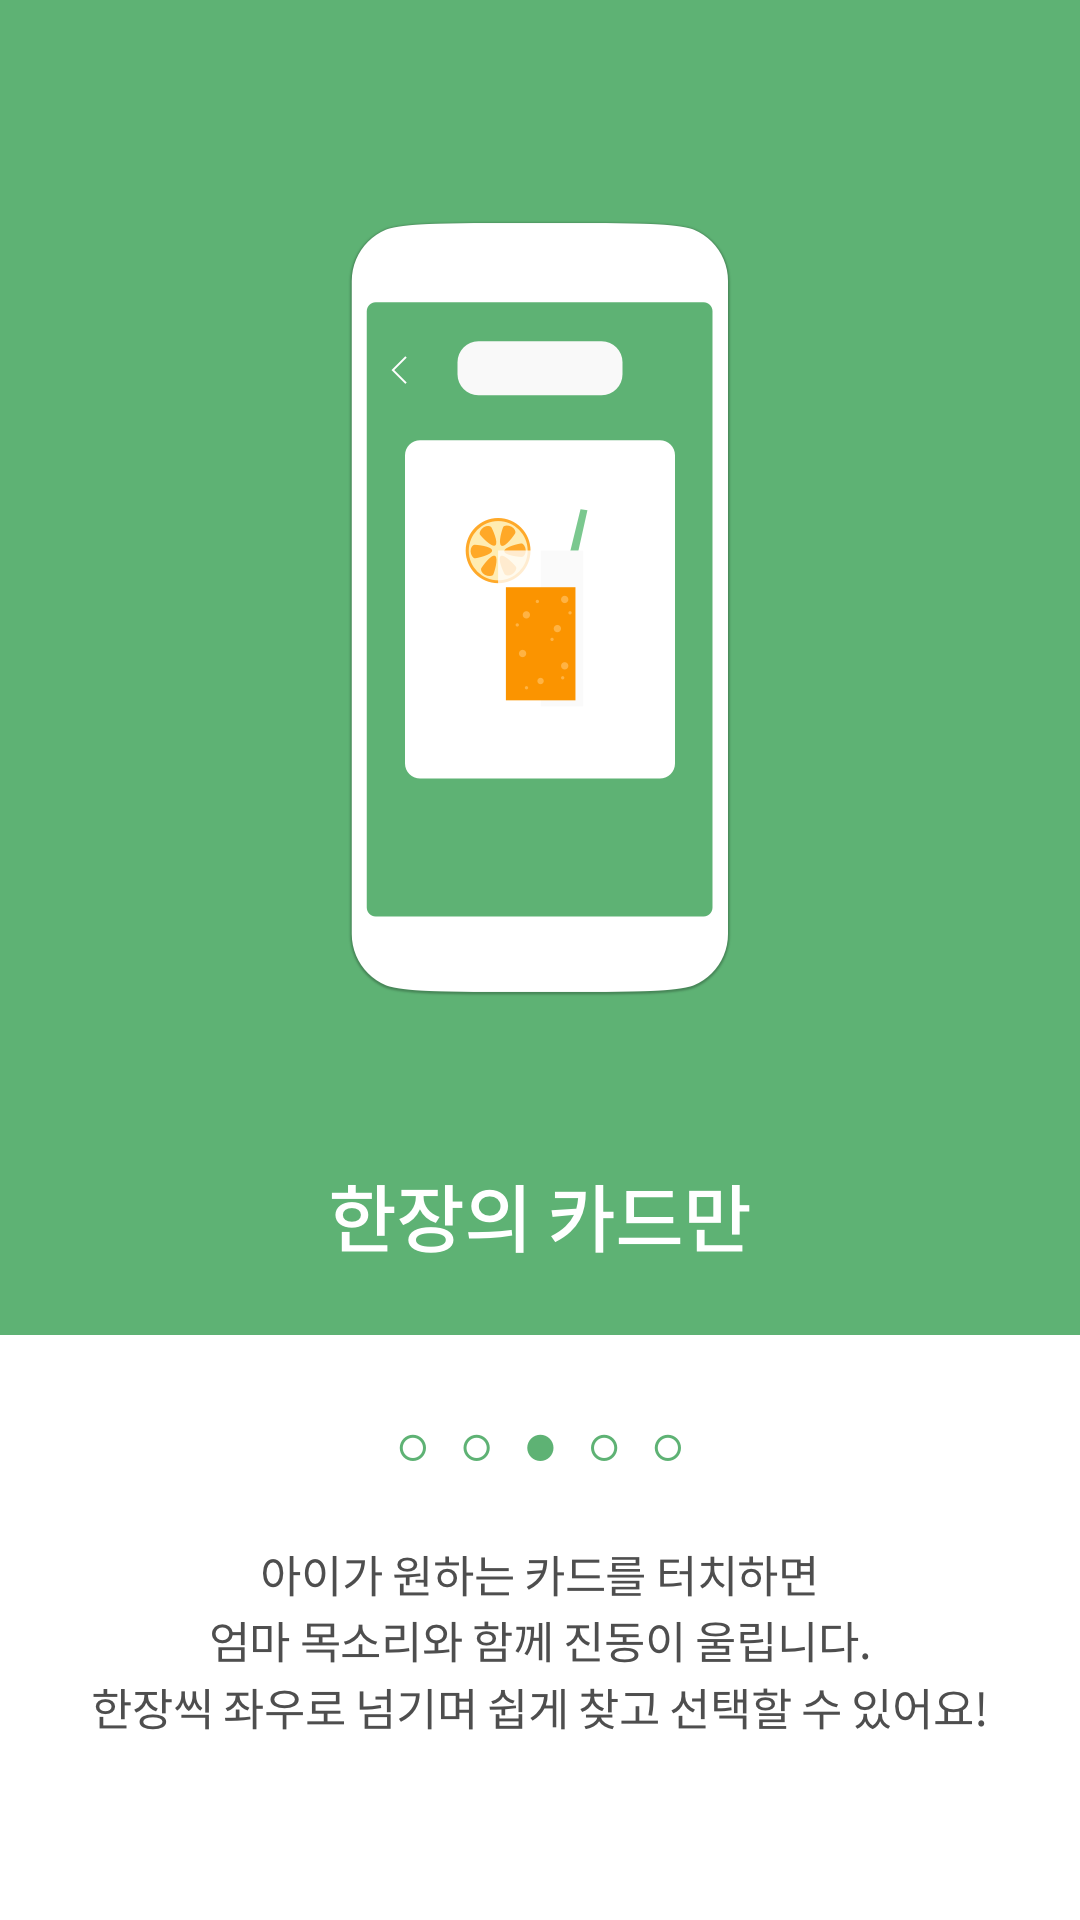 한장의 카드만
아이가 원하는 카드를 터치하면
엄마 목소리와 함께 진동이 울립니다.
한장씩 좌우로 넘기며 쉽게 찾고 선택할 수 있어요!